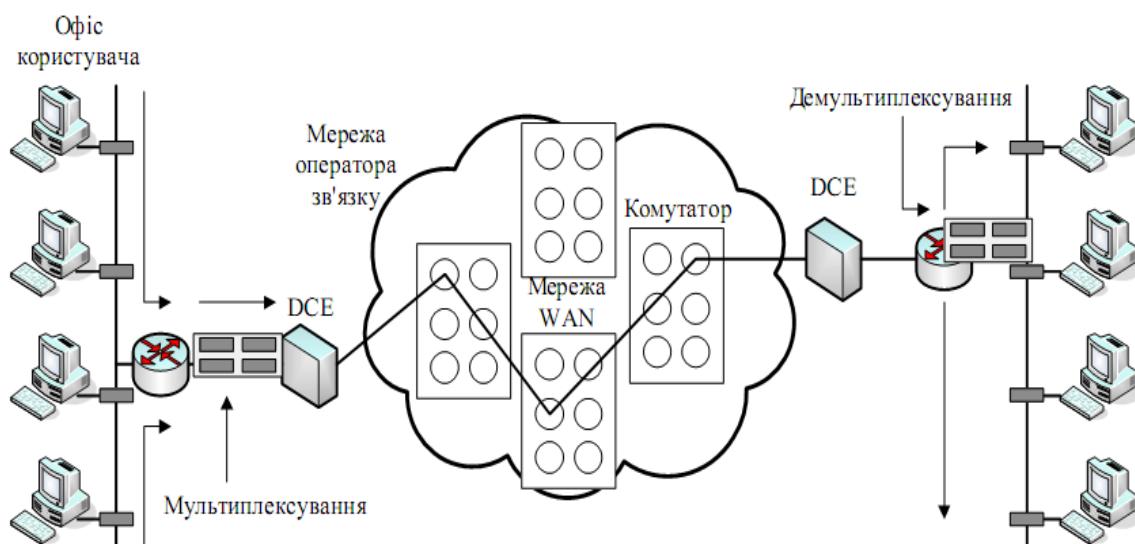 Офіс
користувача
Мережа
оператора
зв'язку
Демультиплексування
DCE
Комутатор
Мережа
WAN
DCE
Мультиплексування